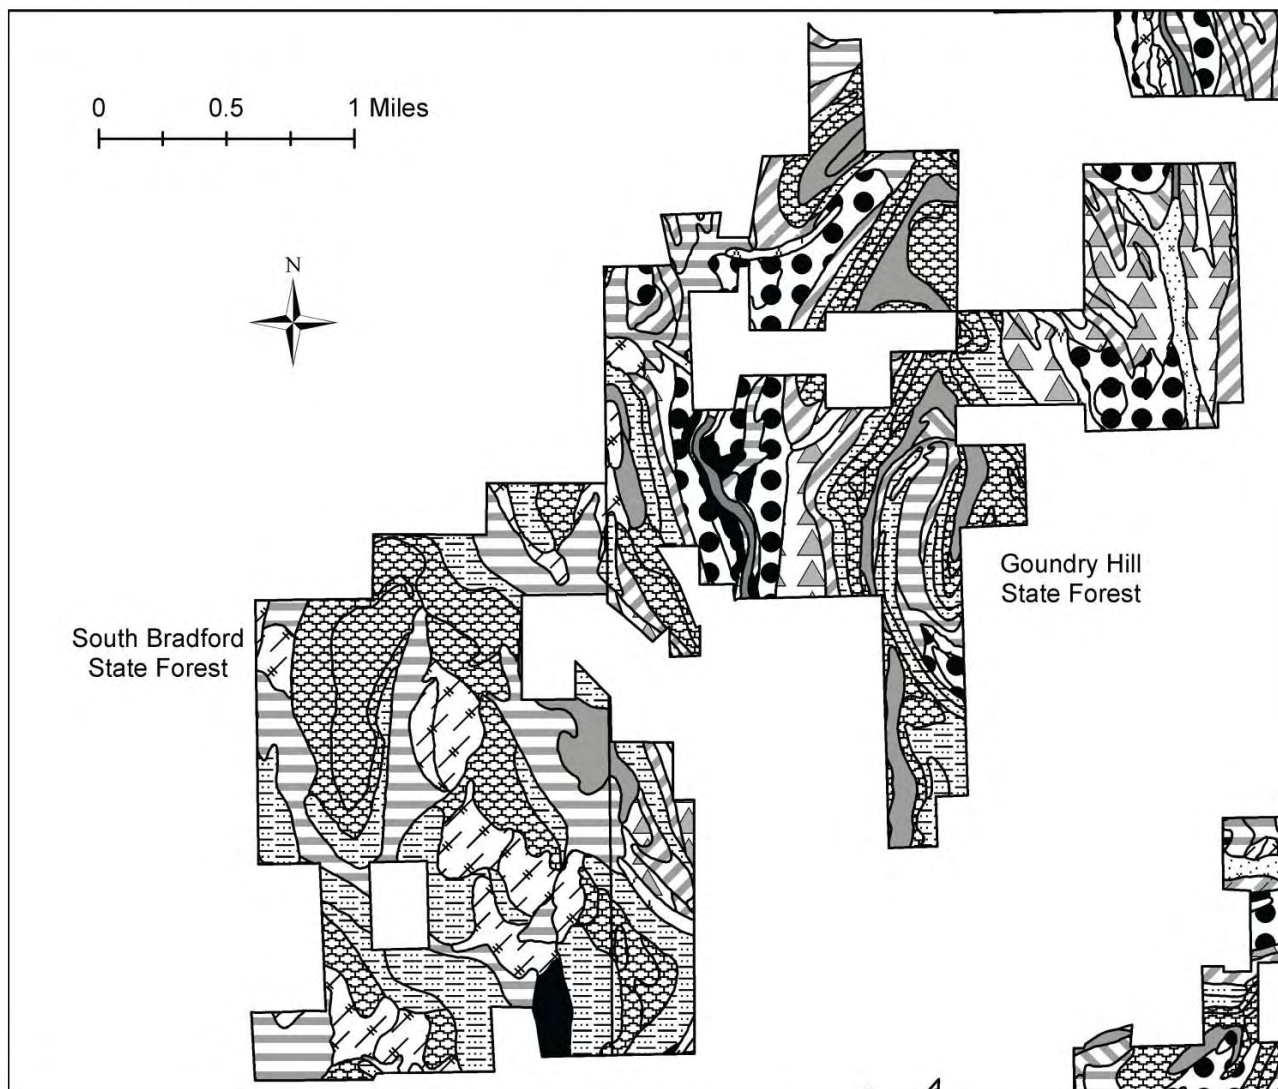 0 0.5 1 Miles
N
Goundry Hill
State Forest
South Bradford
State Forest